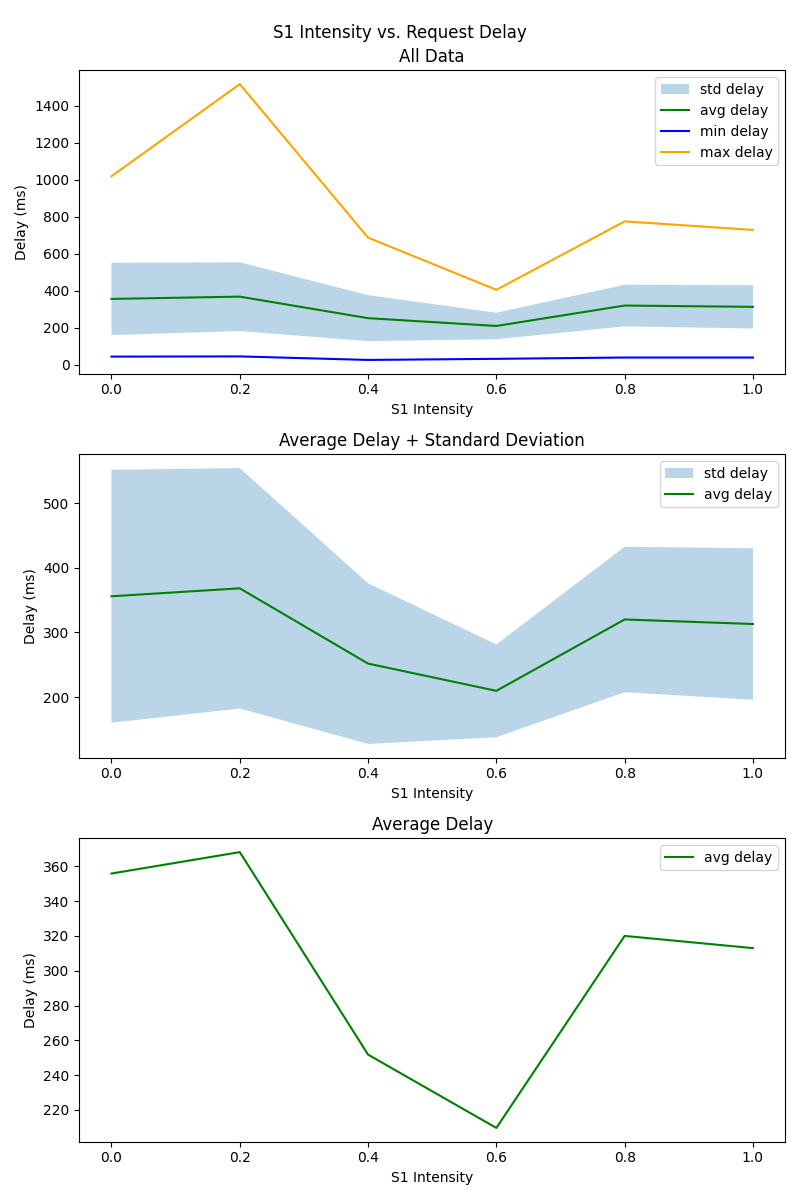 S1 Intensity vs. Request Delay
All Data
std delay
avg delay
min delay
max delay
Delay (ms)
1400
1200
1000
800
600
400
200
0
0.0 0.2 0.4 0.6 0.8 1.0
S1 Intensity
Average Delay + Standard Deviation
std delay
avg delay
Delay (ms)
500
400
300
200
0.0 0.2 0.4 0.6 0.8 1.0
S1 Intensity
Average Delay
avg delay
Delay (ms)
360
340
320
300
280
260
240
220
0.0 0.2 0.4 0.6 0.8 1.0
S1 Intensity